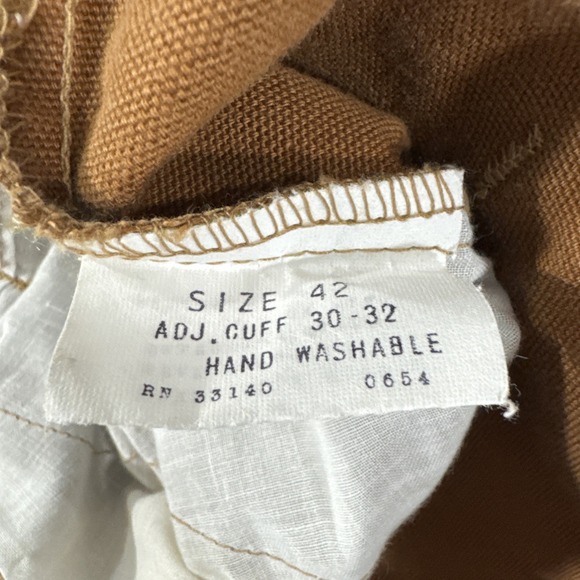 SIZE 42
ADJ. CUFF 30-32
HAND WASHABLE
RN 33140 0654